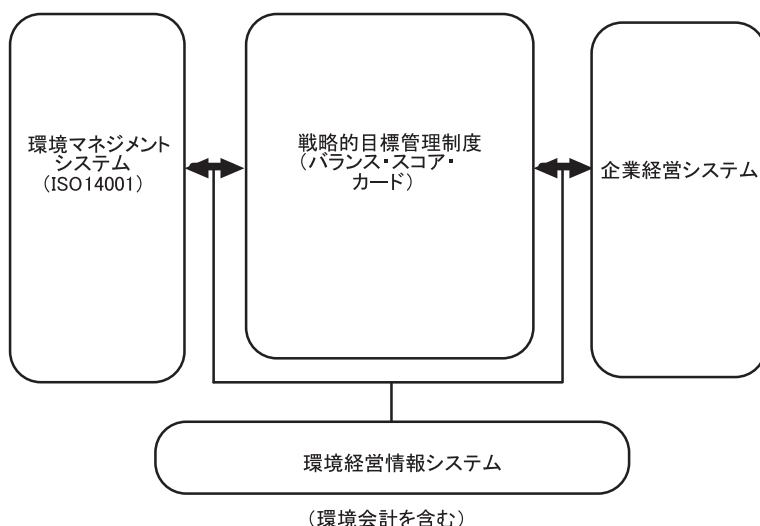 環境マネジメント
システム
(ISO14001)
戦略的目標管理制度
(バランス・スコア・
カード)
企業経営システム
環境経営情報システム
(環境会計を含む)